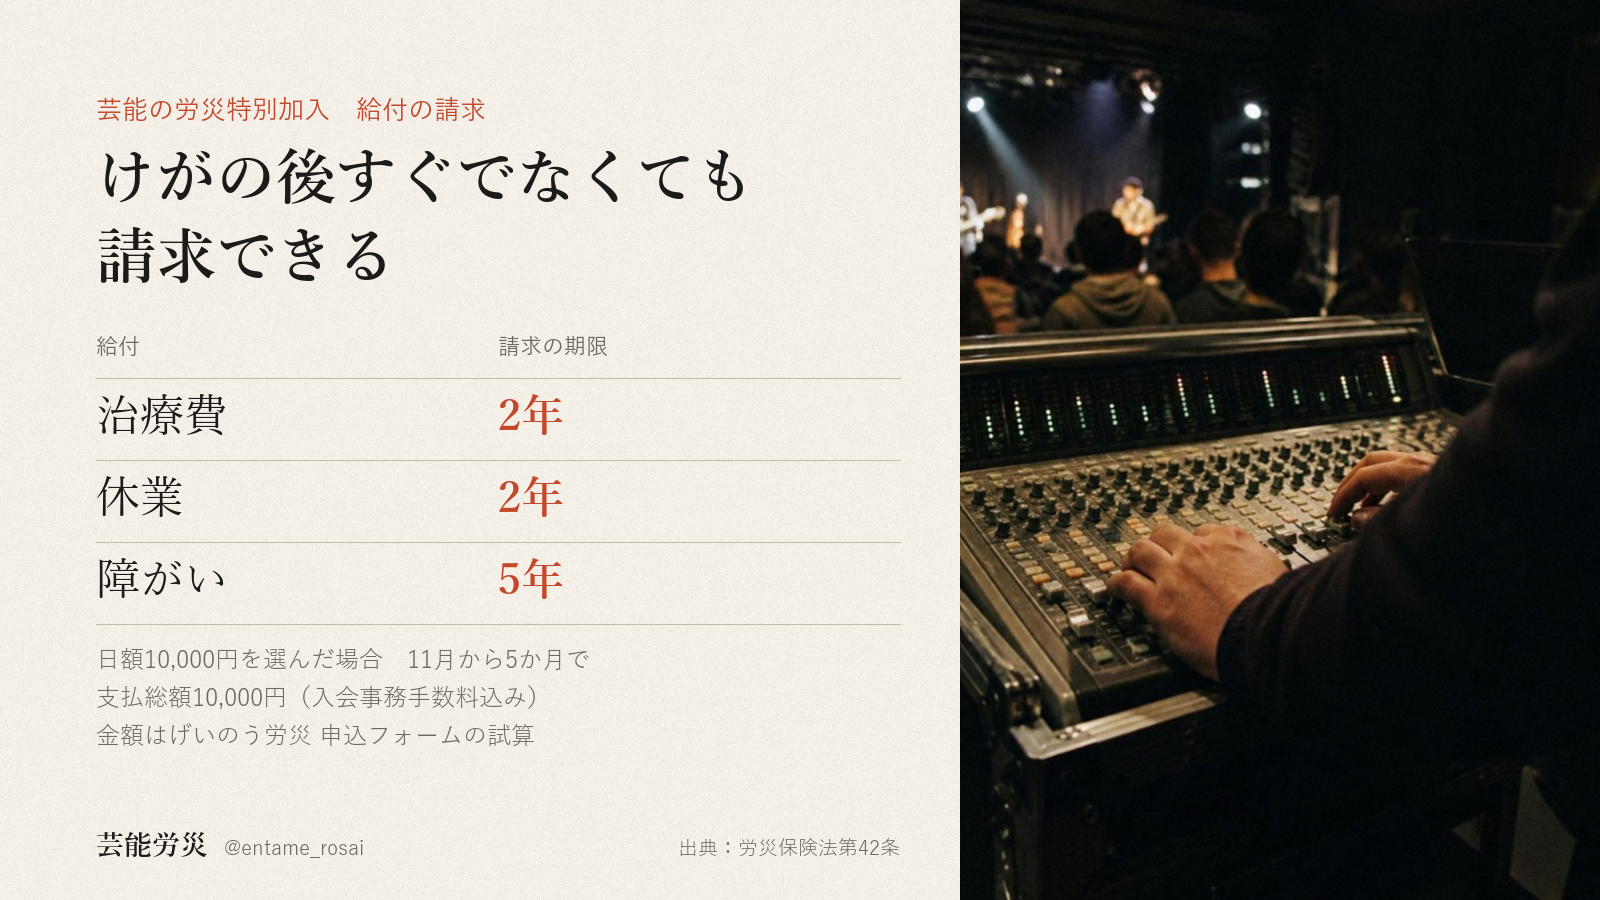 芸能の労災特別加入　給付の請求
けがの後すぐでなくても
請求できる
給付　請求の期限
治療費　2年
休業　2年
障がい　5年
日額10,000円を選んだ場合　11月から5か月で
支払総額10,000円（入会事務手数料込み）
金額はげいのう労災 申込フォームの試算
芸能労災 @entame_rosai　出典：労災保険法第42条